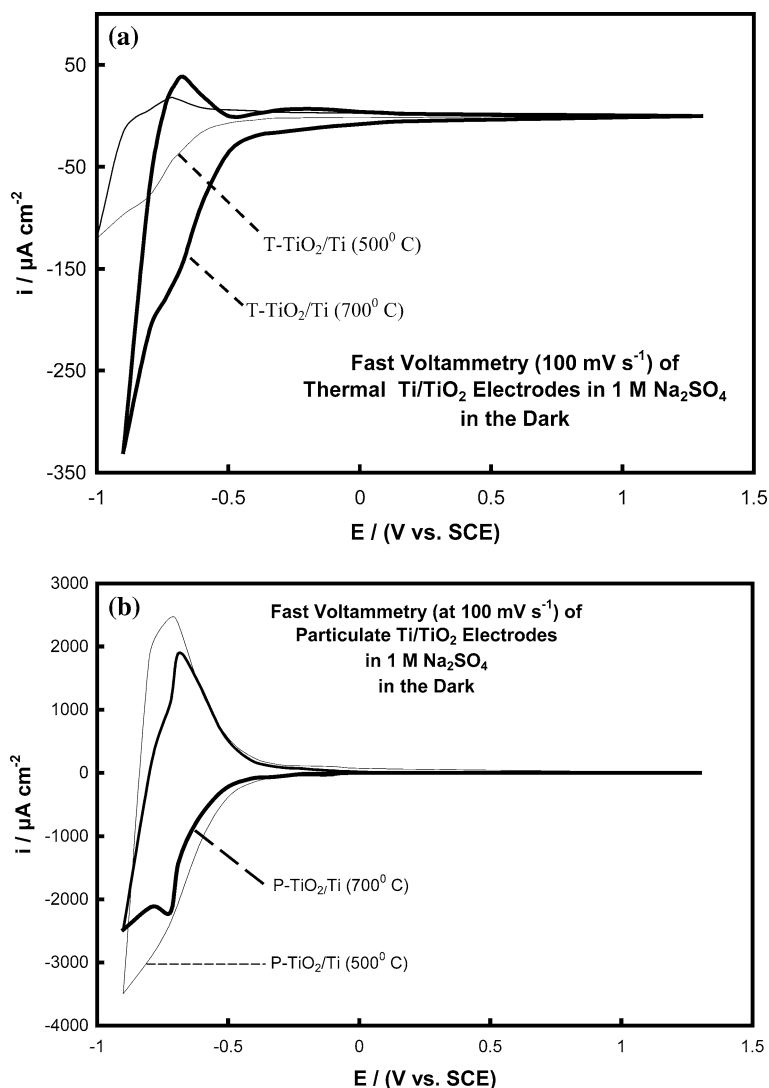 (a)
50
-50
-150
-250
-350
i / µA cm⁻²
T-TiO₂/Ti (500⁰ C)
T-TiO₂/Ti (700⁰ C)
Fast Voltammetry (100 mV s⁻¹) of
Thermal Ti/TiO₂ Electrodes in 1 M Na₂SO₄
in the Dark
-1
-0.5
0
0.5
1
1.5
E / (V vs. SCE)
(b)
3000
2000
1000
0
-1000
-2000
-3000
-4000
i / µA cm⁻²
Fast Voltammetry (at 100 mV s⁻¹) of
Particulate Ti/TiO₂ Electrodes
in 1 M Na₂SO₄
in the Dark
P-TiO₂/Ti (700⁰ C)
P-TiO₂/Ti (500⁰ C)
-1
-0.5
0
0.5
1
1.5
E / (V vs. SCE)